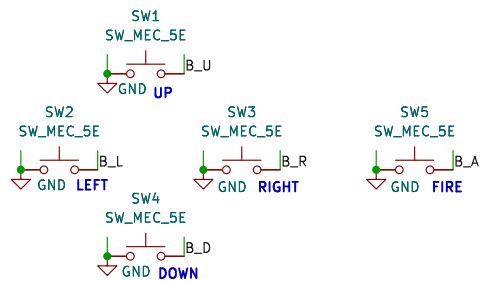 SW1
SW_MEC_5E
B_U
GND UP
SW2
SW_MEC_5E
B_L
GND LEFT
SW3
SW_MEC_5E
B_R
GND RIGHT
SW5
SW_MEC_5E
B_A
GND FIRE
SW4
SW_MEC_5E
B_D
GND DOWN